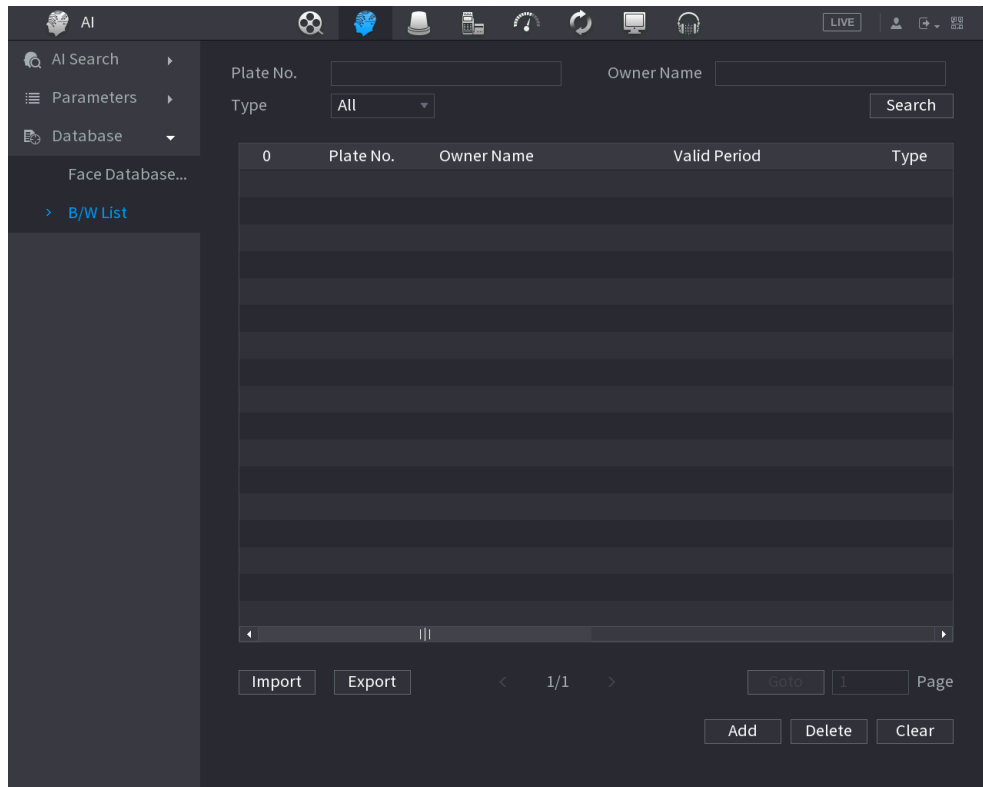 AI
LIVE
AI Search
Parameters
Database
Face Database...
B/W List
Plate No.
Owner Name
Type
All
Search
0
Plate No.
Owner Name
Valid Period
Type
Import
Export
< 1/1 >
Goto
1
Page
Add
Delete
Clear